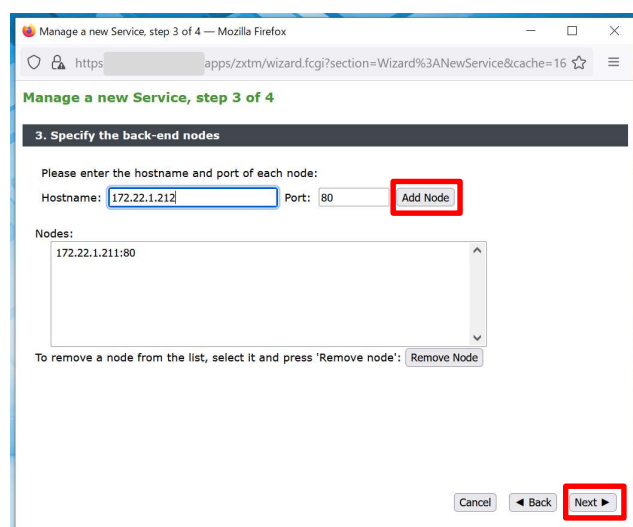 Manage a new Service, step 3 of 4 — Mozilla Firefox
https apps/zxtm/wizard.fcgi?section=Wizard%3ANewService&cache=16
Manage a new Service, step 3 of 4
3. Specify the back-end nodes
Please enter the hostname and port of each node:
Hostname: 172.22.1.212 Port: 80 Add Node
Nodes:
172.22.1.211:80
To remove a node from the list, select it and press 'Remove node': Remove Node
Cancel ◄ Back Next ►